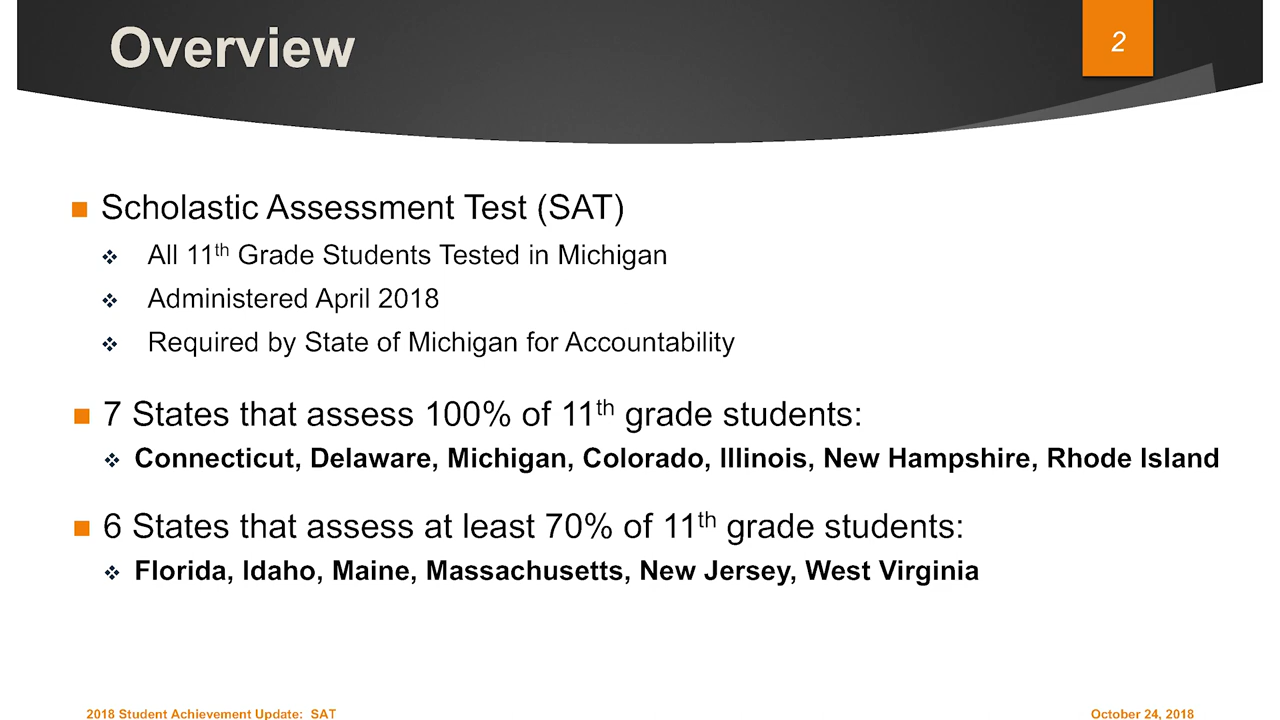 Overview
2
Scholastic Assessment Test (SAT)
All 11th Grade Students Tested in Michigan
Administered April 2018
Required by State of Michigan for Accountability
7 States that assess 100% of 11th grade students:
Connecticut, Delaware, Michigan, Colorado, Illinois, New Hampshire, Rhode Island
6 States that assess at least 70% of 11th grade students:
Florida, Idaho, Maine, Massachusetts, New Jersey, West Virginia
2018 Student Achievement Update: SAT
October 24, 2018